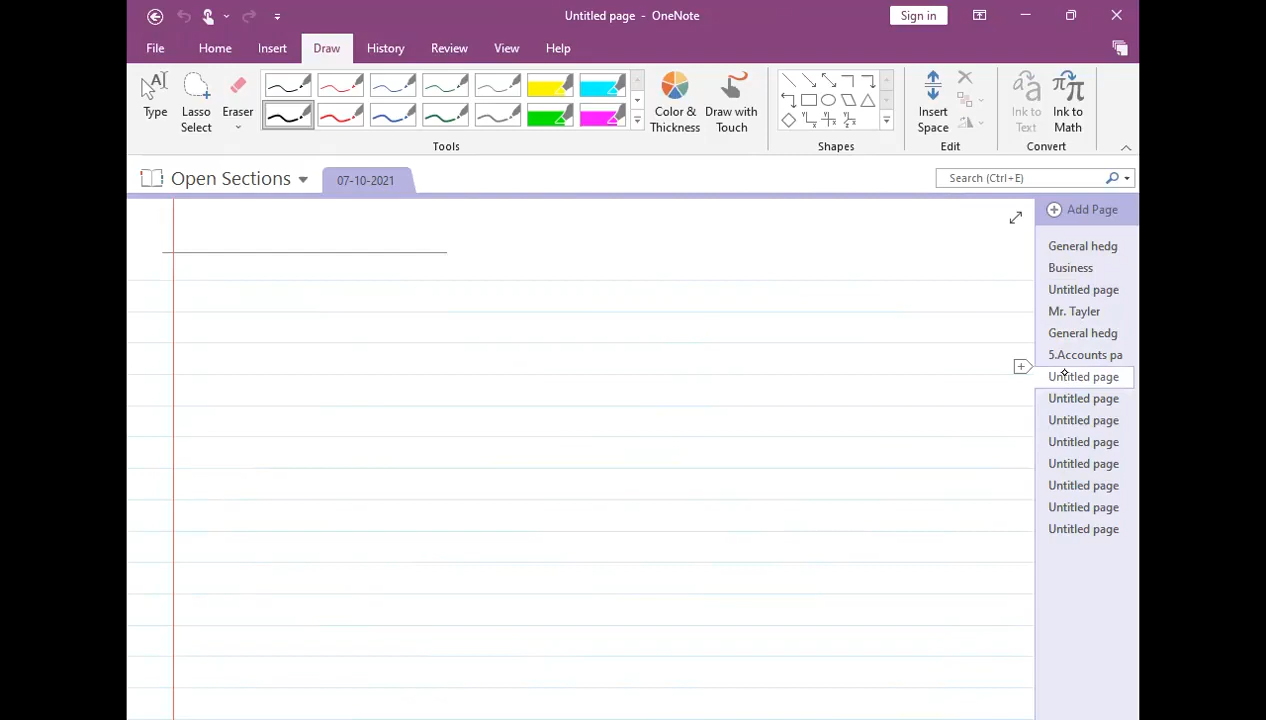 Untitled page - OneNote
Sign in
File Home Insert Draw History Review View Help
Type
Lasso Select
Eraser
Color & Thickness
Draw with Touch
Insert Space
Ink to Text
Ink to Math
Tools Shapes Edit Convert
Open Sections
07-10-2021
Search (Ctrl+E)
Add Page
General hedg
Business
Untitled page
Mr. Tayler
General hedg
5.Accounts pa
Untitled page
Untitled page
Untitled page
Untitled page
Untitled page
Untitled page
Untitled page
Untitled page